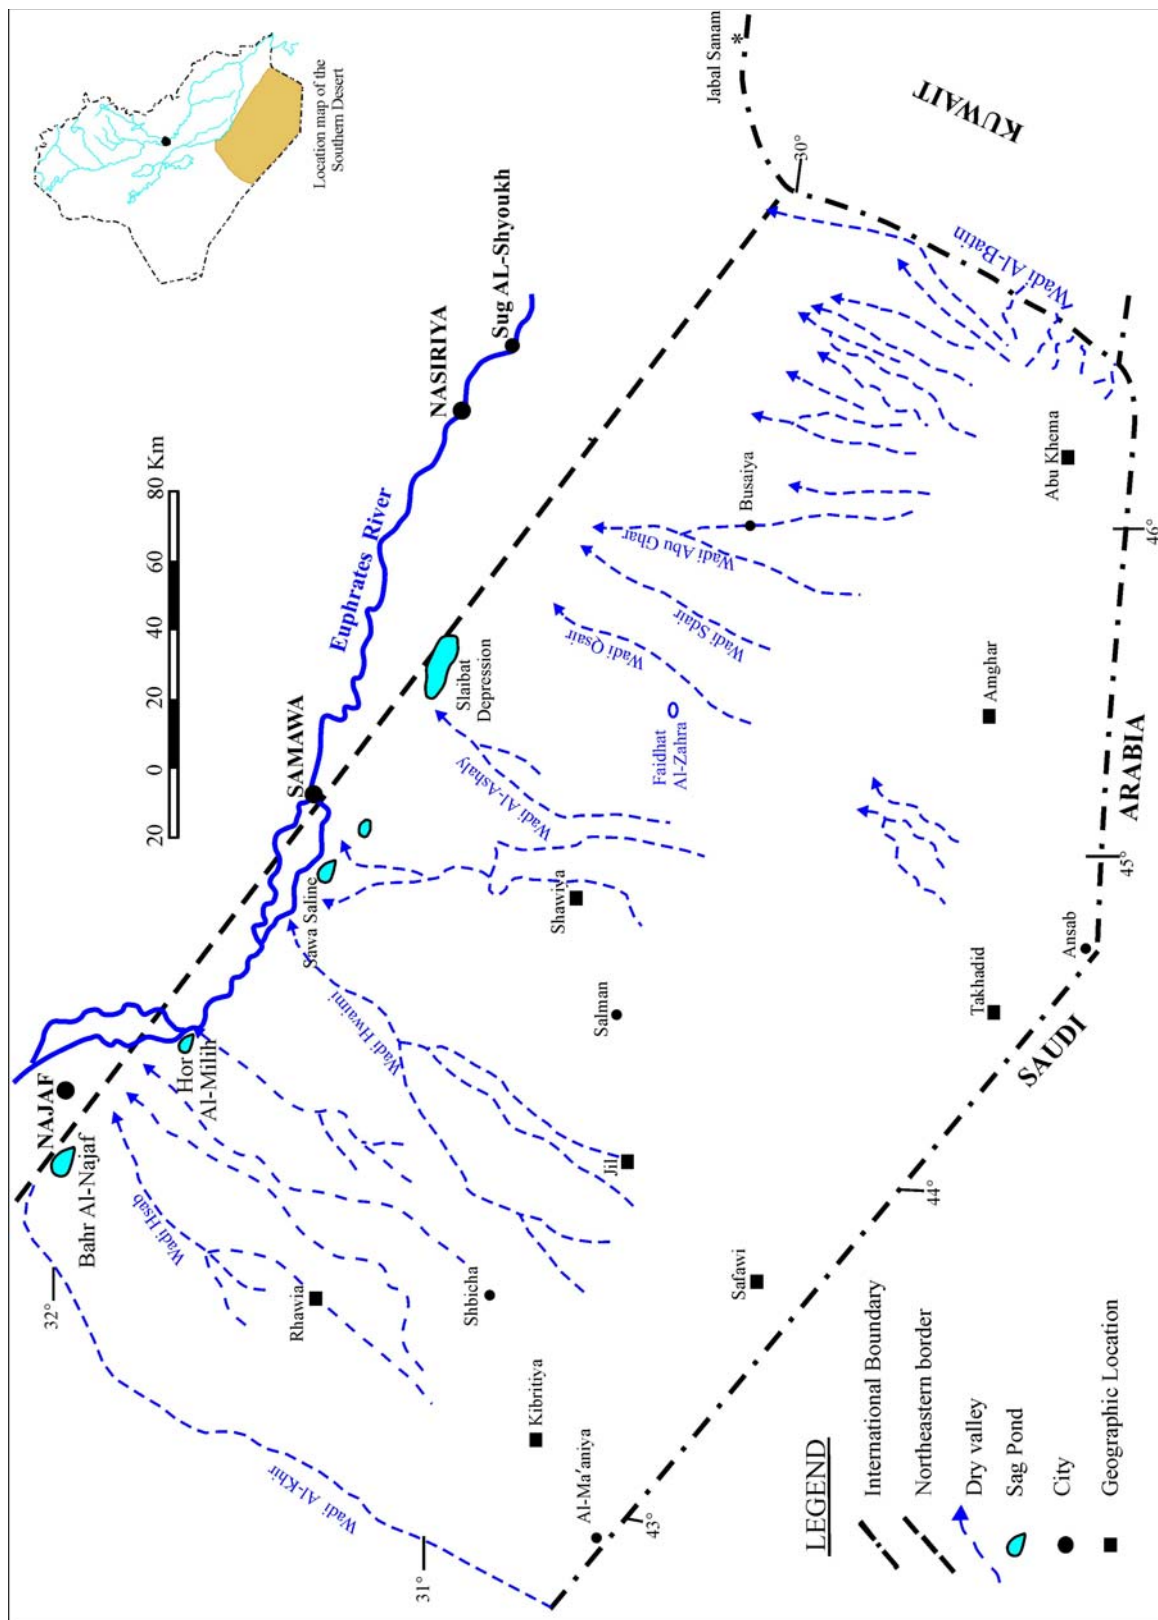 Location map of the
Southern Desert
20 0 20 40 60 80 Km
NAJAF
Bahr Al-Najaf
Hor
Al-Milih
SAMAWA
Euphrates River
NASIRIYA
Sug AL-Shyoukh
Sawa Saline
Slaibat
Depression
Jabal Sanam
*
KUWAIT
30°
32°
31°
Wadi Al-Khir
Wadi Hsab
Rhawia
Shbicha
Kibritiya
Al-Ma'aniya
Wadi Hwaimi
Jil
Salman
Shawiya
Wadi Al-Ashaly
Faidhat
Al-Zahra
Wadi Qsair
Wadi Sdair
Wadi Abu Ghar
Busaiya
Wadi Al-Batin
Safawi
Takhadid
Ansab
Amghar
Abu Khema
43°
44°
45°
46°
SAUDI
ARABIA
LEGEND
International Boundary
Northeastern border
Dry valley
Sag Pond
City
Geographic Location